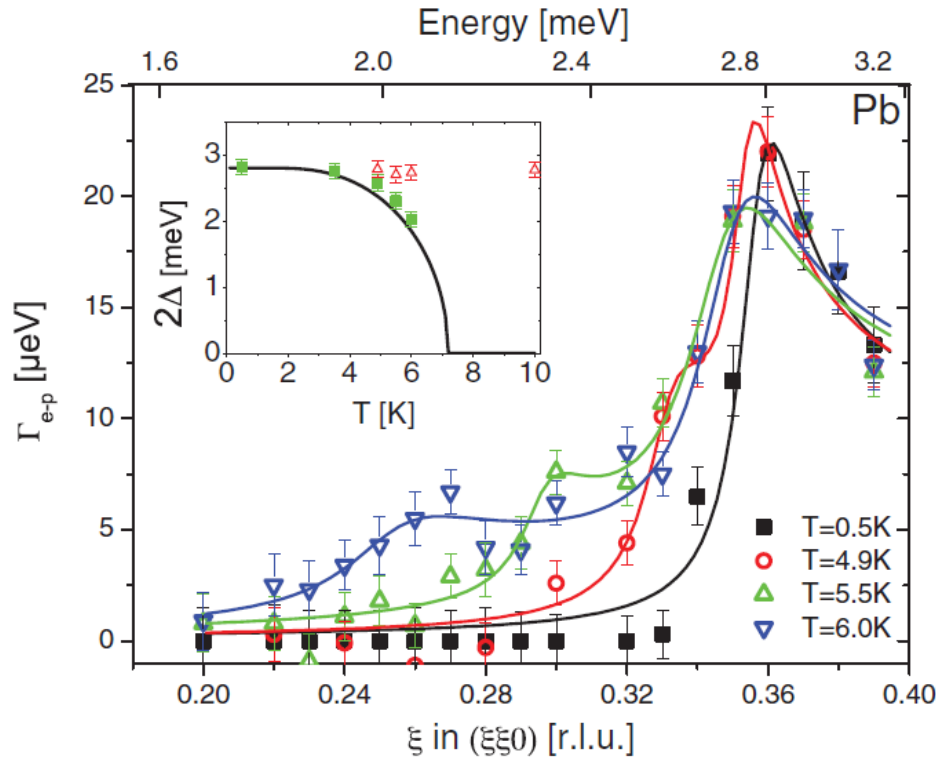 Energy [meV]
1.6 2.0 2.4 2.8 3.2
25
20
15
10
5
0
Γe-p [µeV]
Pb
3
2
1
0
2Δ [meV]
0 2 4 6 8 10
T [K]
T=0.5K
T=4.9K
T=5.5K
T=6.0K
0.20 0.24 0.28 0.32 0.36 0.40
ξ in (ξξ0) [r.l.u.]